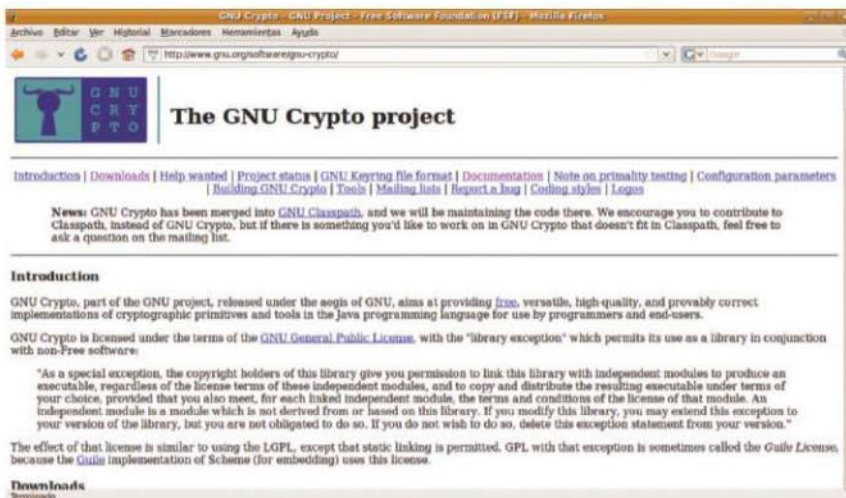 GNU Crypto - GNU Project - Free Software Foundation (FSF) - Mozilla Firefox
Archivo Editar Ver Historial Marcadores Herramientas Ayuda
http://www.gnu.org/software/gnu-crypto/
Google
GNU
CRY
PTO
The GNU Crypto project
Introduction | Downloads | Help wanted | Project status | GNU Keyring file format | Documentation | Note on primality testing | Configuration parameters
| Building GNU Crypto | Tools | Mailing lists | Report a bug | Coding styles | Logos
News: GNU Crypto has been merged into GNU Classpath, and we will be maintaining the code there. We encourage you to contribute to
Classpath, instead of GNU Crypto, but if there is something you'd like to work on in GNU Crypto that doesn't fit in Classpath, feel free to
ask a question on the mailing list.
Introduction
GNU Crypto, part of the GNU project, released under the aegis of GNU, aims at providing free, versatile, high-quality, and provably correct
implementations of cryptographic primitives and tools in the Java programming language for use by programmers and end-users.
GNU Crypto is licensed under the terms of the GNU General Public License, with the "library exception" which permits its use as a library in conjunction
with non-Free software:
"As a special exception, the copyright holders of this library give you permission to link this library with independent modules to produce an
executable, regardless of the license terms of these independent modules, and to copy and distribute the resulting executable under terms of
your choice, provided that you also meet, for each linked independent module, the terms and conditions of the license of that module. An
independent module is a module which is not derived from or based on this library. If you modify this library, you may extend this exception to
your version of the library, but you are not obligated to do so. If you do not wish to do so, delete this exception statement from your version."
The effect of that license is similar to using the LGPL, except that static linking is permitted. GPL with that exception is sometimes called the Guile License,
because the Guile implementation of Scheme (for embedding) uses this license.
Downloads
Terminado